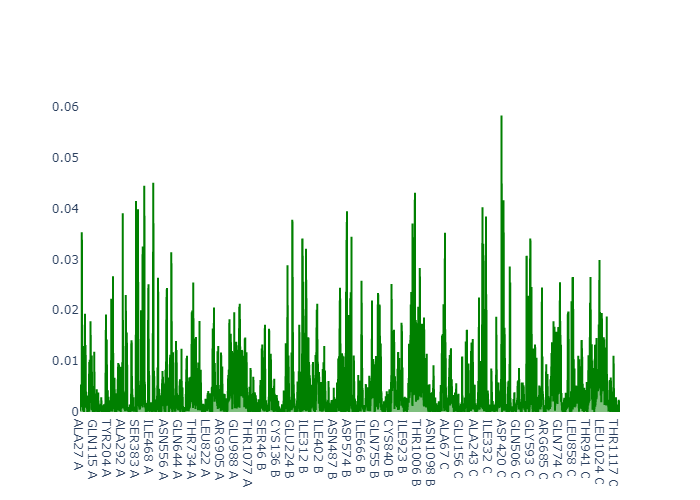 0.06
0.05
0.04
0.03
0.02
0.01
0
ALA27 A
GLN115 A
TYR204 A
ALA292 A
SER383 A
ILE468 A
ASN556 A
GLN644 A
THR734 A
LEU822 A
ARG905 A
GLU988 A
THR1077 A
SER46 B
CYS136 B
GLU224 B
ILE312 B
ILE402 B
ASN487 B
ASP574 B
ILE666 B
GLN755 B
CYS840 B
ILE923 B
THR1006 B
ASN1098 B
ALA67 C
GLU156 C
ALA243 C
ILE332 C
ASP420 C
GLN506 C
GLY593 C
ARG685 C
GLN774 C
LEU858 C
THR941 C
LEU1024 C
THR1117 C